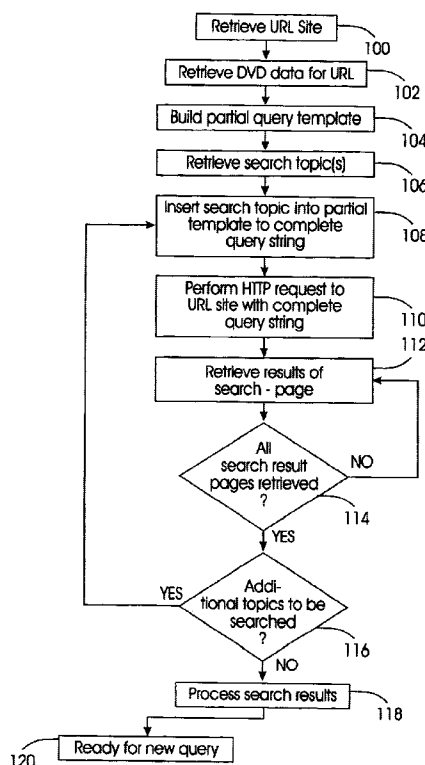 Retrieve URL Site
100
Retrieve DVD data for URL
102
Build partial query template
104
Retrieve search topic(s)
106
Insert search topic into partial
template to complete
query string
108
Perform HTTP request to
URL site with complete
query string
110
112
Retrieve results of
search - page
All
search result
pages retrieved
?
NO
114
YES
YES
Addi-
tional topics to be
searched
?
116
NO
Process search results
118
Ready for new query
120